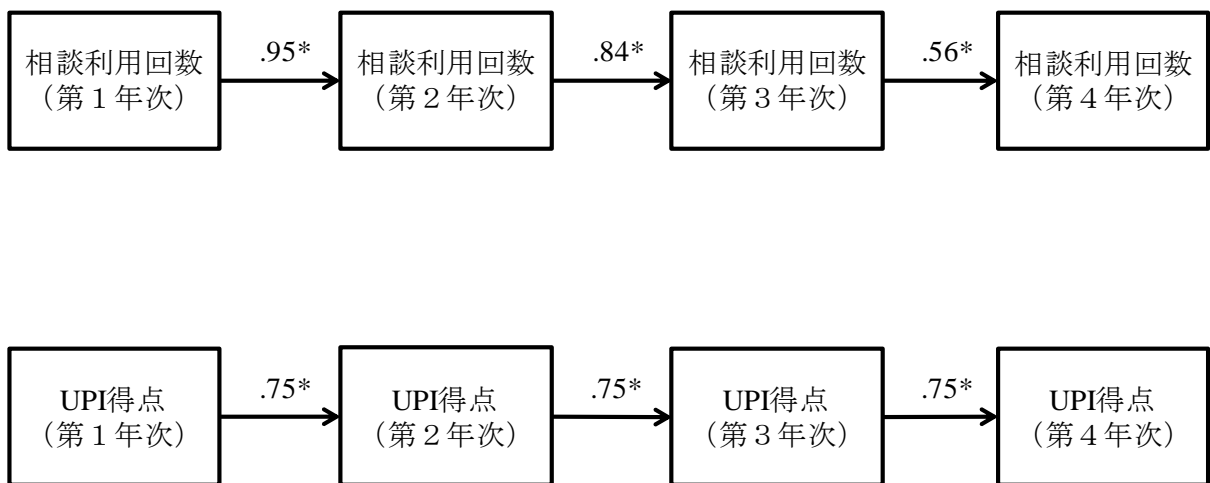 相談利用回数
（第１年次）
.95*
相談利用回数
（第２年次）
.84*
相談利用回数
（第３年次）
.56*
相談利用回数
（第４年次）
UPI得点
（第１年次）
.75*
UPI得点
（第２年次）
.75*
UPI得点
（第３年次）
.75*
UPI得点
（第４年次）